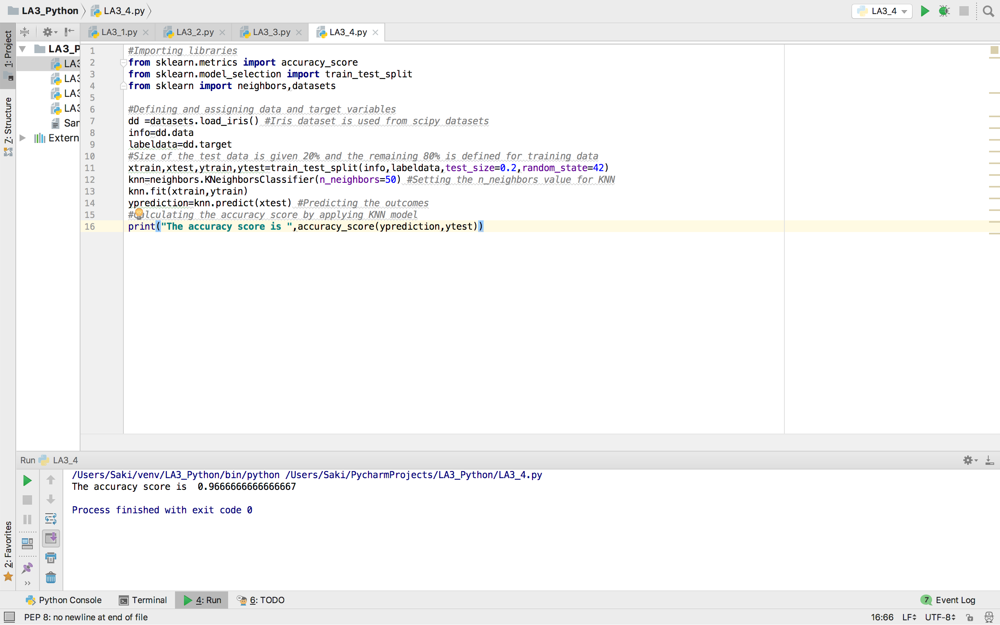 LA3_Python LA3_4.py LA3_4
1: Project
7: Structure
2: Favorites
LA3_1.py LA3_2.py LA3_3.py LA3_4.py
LA3_P
LA3
LA3
LA3
LA3
Sar
Extern
1 #Importing libraries
2 from sklearn.metrics import accuracy_score
3 from sklearn.model_selection import train_test_split
4 from sklearn import neighbors,datasets
5
6 #Defining and assigning data and target variables
7 dd =datasets.load_iris() #Iris dataset is used from scipy datasets
8 info=dd.data
9 labeldata=dd.target
10 #Size of the test data is given 20% and the remaining 80% is defined for training data
11 xtrain,xtest,ytrain,ytest=train_test_split(info,labeldata,test_size=0.2,random_state=42)
12 knn=neighbors.KNeighborsClassifier(n_neighbors=50) #Setting the n_neighbors value for KNN
13 knn.fit(xtrain,ytrain)
14 yprediction=knn.predict(xtest) #Predicting the outcomes
15 #Calculating the accuracy score by applying KNN model
16 print("The accuracy score is ",accuracy_score(yprediction,ytest))
Run LA3_4
/Users/Saki/venv/LA3_Python/bin/python /Users/Saki/PycharmProjects/LA3_Python/LA3_4.py
The accuracy score is  0.9666666666666667
Process finished with exit code 0
Python Console Terminal 4: Run 6: TODO 7 Event Log
PEP 8: no newline at end of file 16:66 LF UTF-8